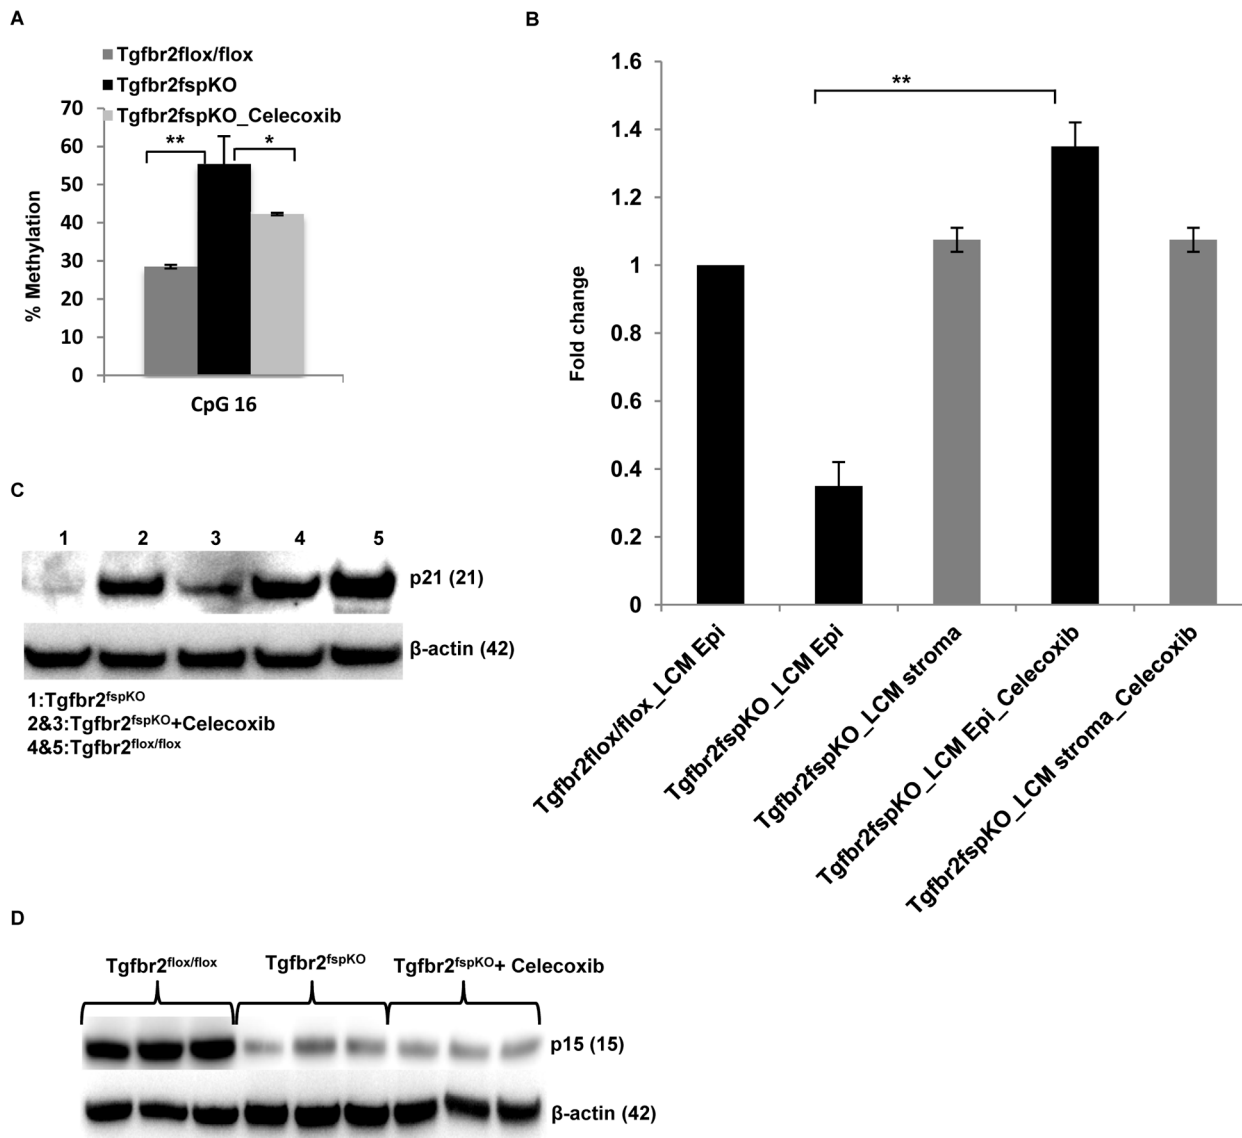 A
Tgfbr2flox/flox
Tgfbr2fspKO
Tgfbr2fspKO_Celecoxib
70
60
50
40
30
20
10
0
% Methylation
** *
CpG 16
B
1.6
1.4
1.2
1
0.8
0.6
0.4
0.2
0
Fold change
**
Tgfbr2flox/flox_LCM Epi
Tgfbr2fspKO_LCM Epi
Tgfbr2fspKO_LCM stroma
Tgfbr2fspKO_LCM Epi_Celecoxib
Tgfbr2fspKO_LCM stroma_Celecoxib
C
1 2 3 4 5
p21 (21)
β-actin (42)
1:Tgfbr2fspKO
2&3:Tgfbr2fspKO+Celecoxib
4&5:Tgfbr2flox/flox
D
Tgfbr2flox/flox Tgfbr2fspKO Tgfbr2fspKO+ Celecoxib
p15 (15)
β-actin (42)